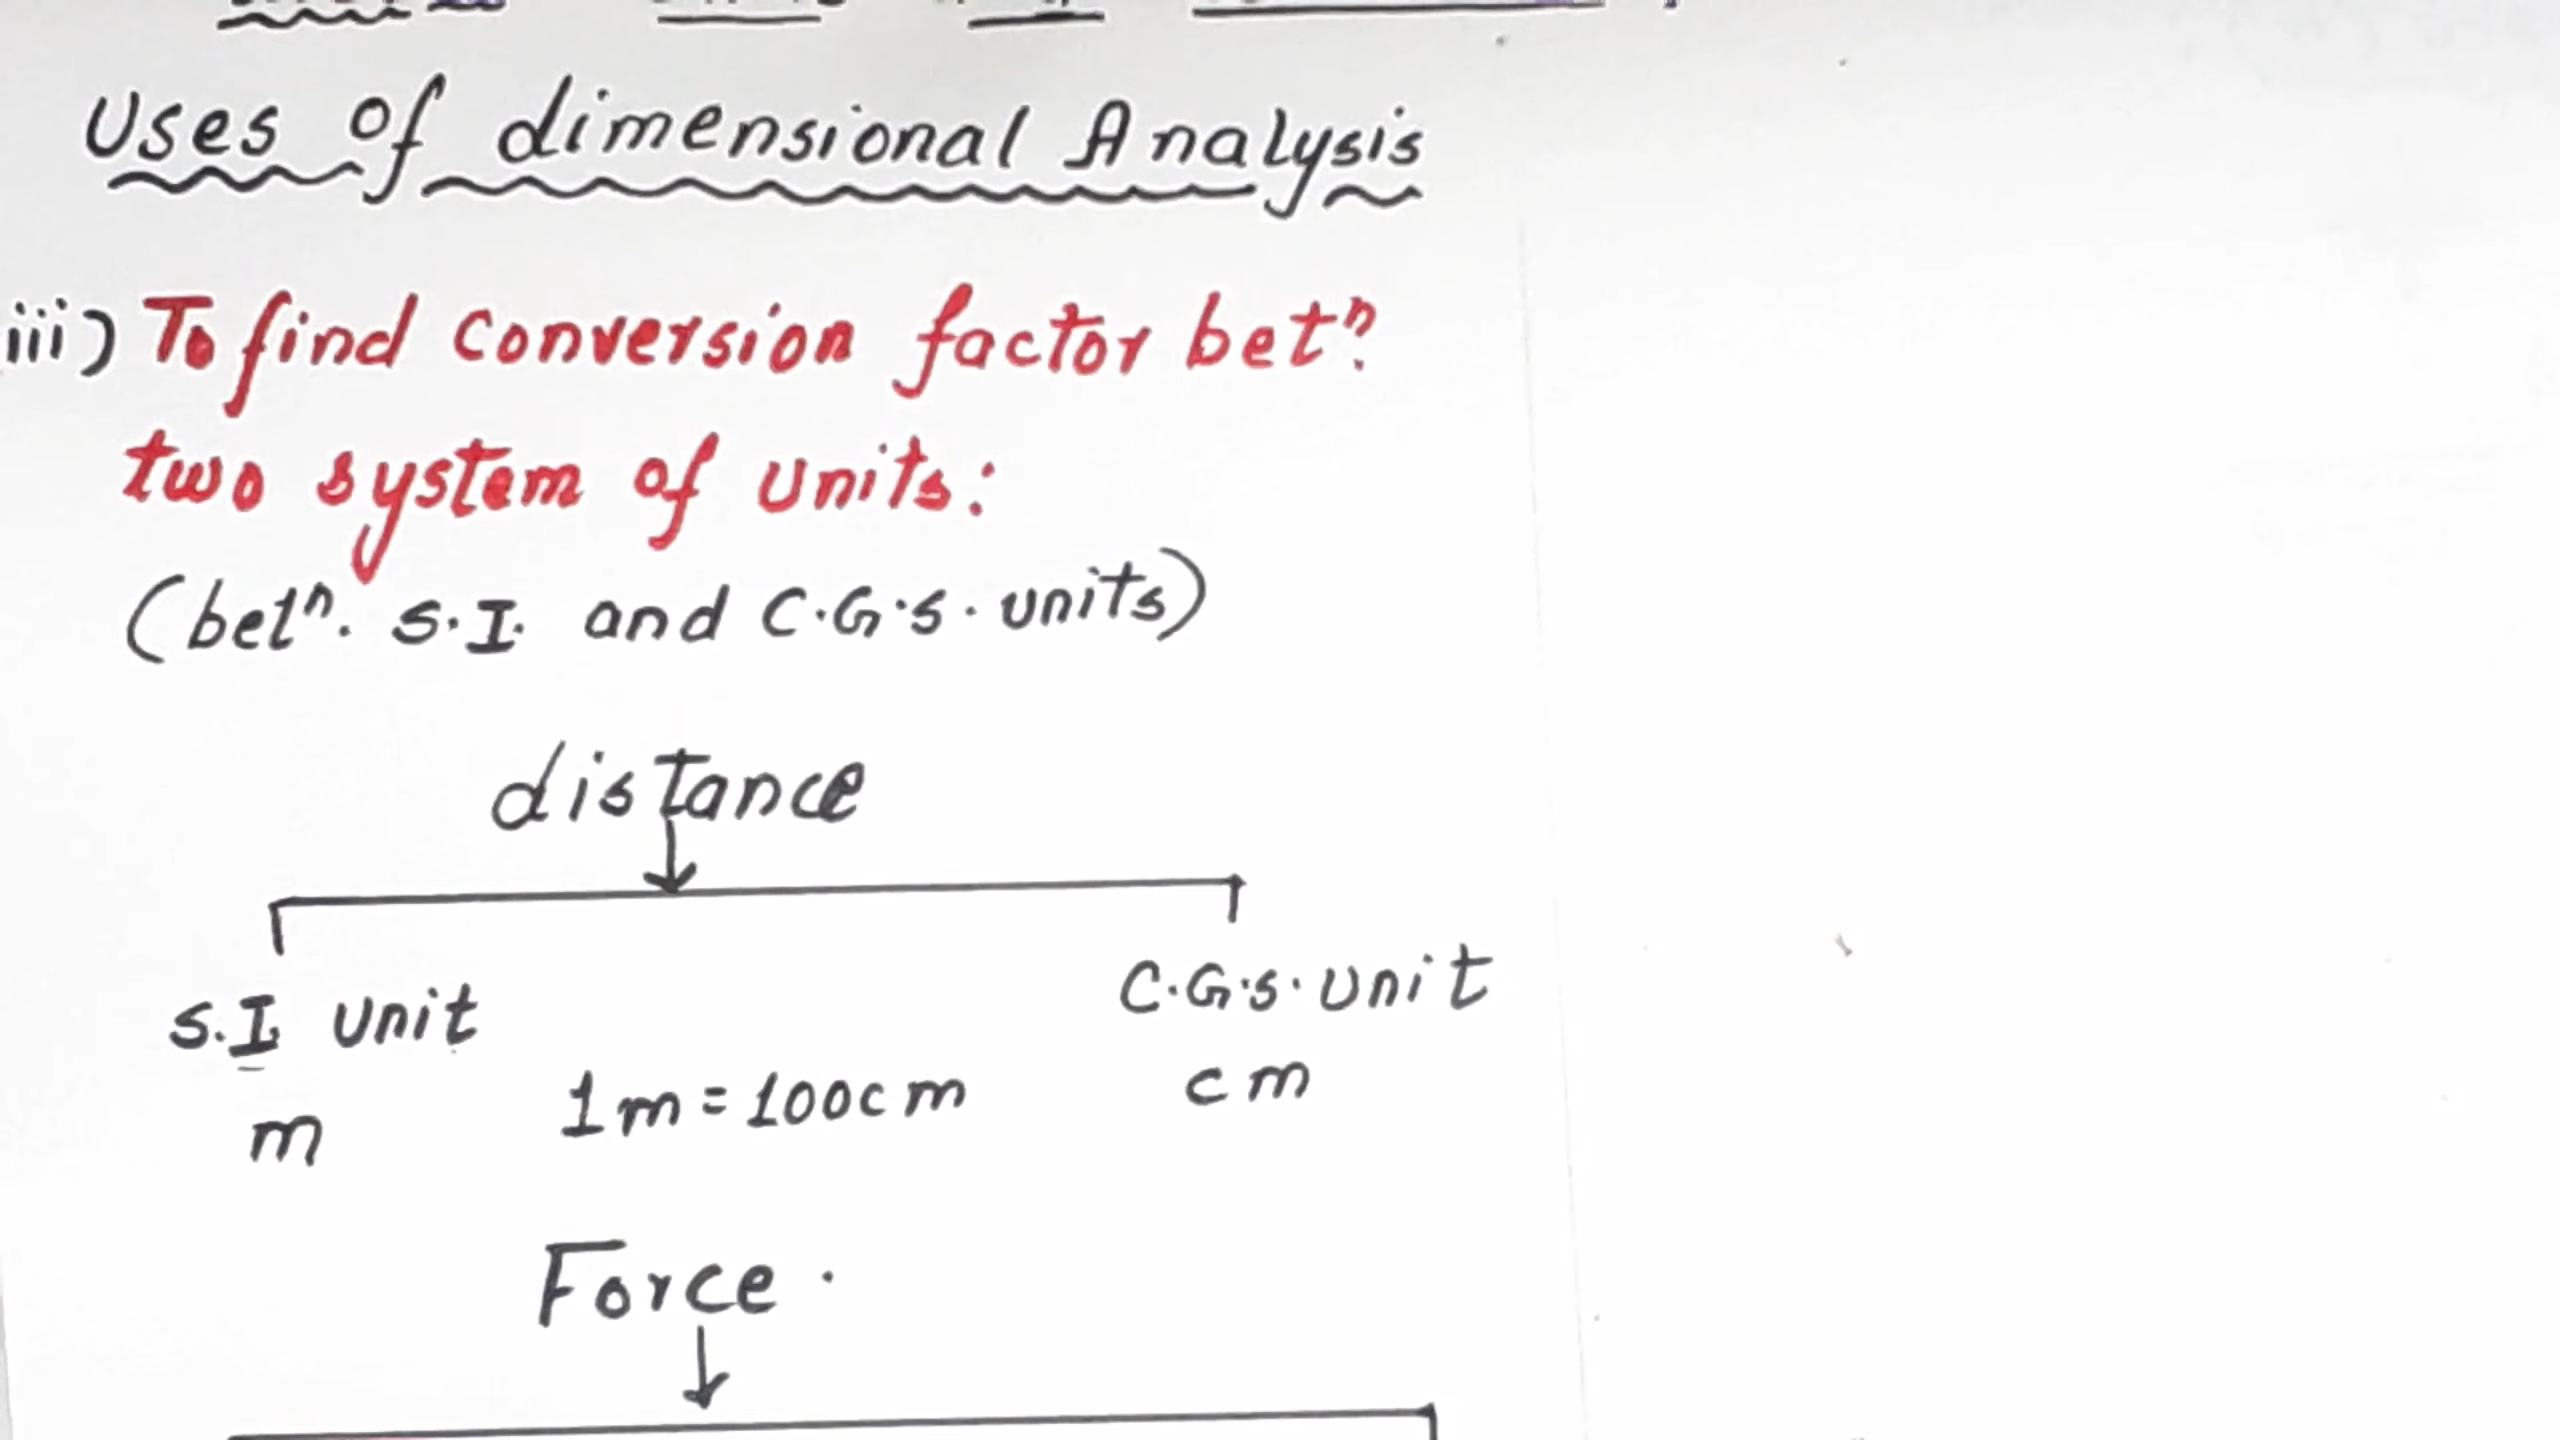 Uses of dimensional Analysis
iii) To find conversion factor betⁿ.
two system of units:
(betⁿ. S.I. and C.G.S. units)
distance
S.I. unit
C.G.S. unit
m
1m = 100cm
cm
Force.